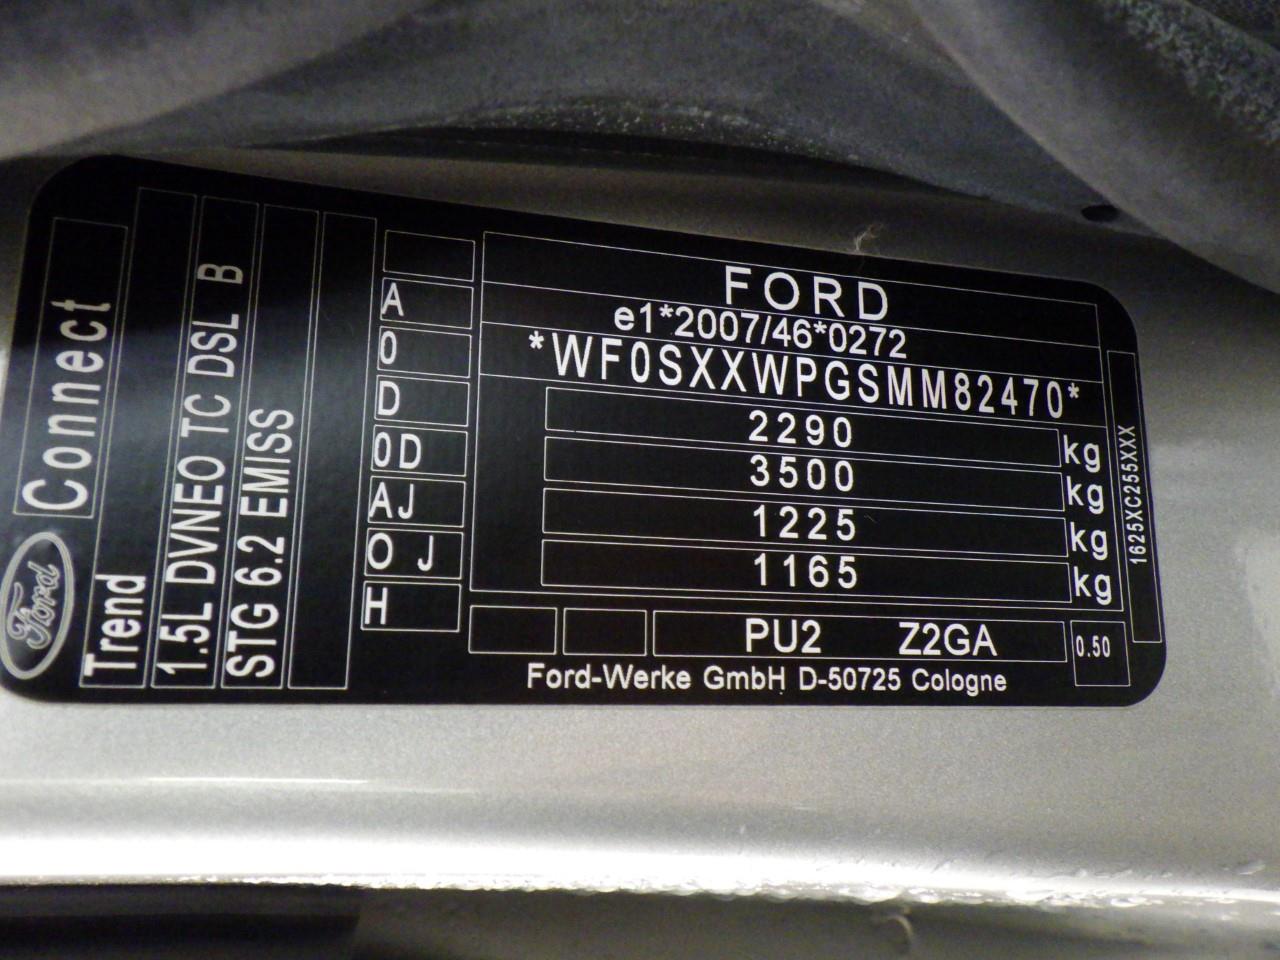 FORD
e1*2007/46*0272
*WF0SXXWPGSMM82470*
2290 kg
3500 kg
1225 kg
1165 kg
PU2 Z2GA
0.50
Ford-Werke GmbH D-50725 Cologne
1625XC255XXX
A
0
D
0D
AJ
O J
H
Ford
Connect
Trend
1.5L DVNEO TC DSL B
STG 6.2 EMISS